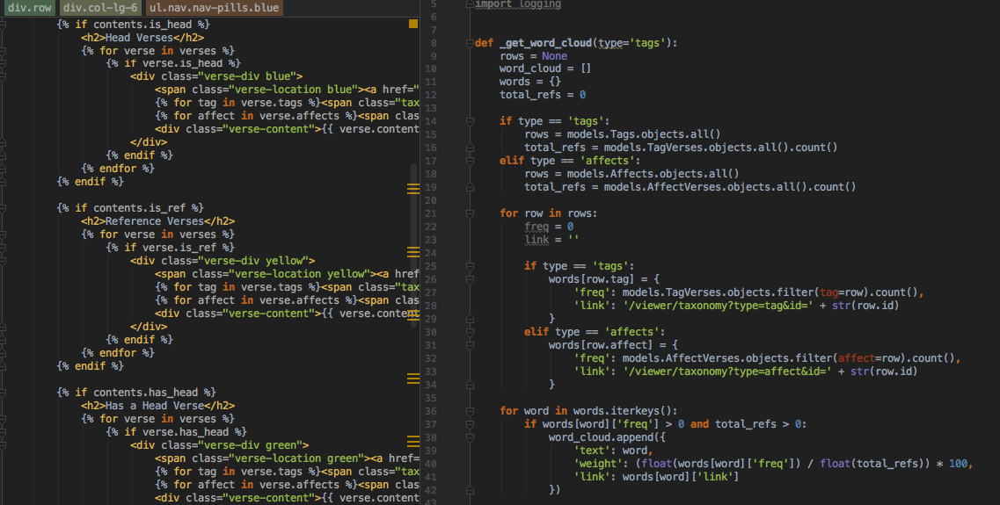 div.row div.col-lg-6 ul.nav.nav-pills.blue
{% if contents.is_head %}
<h2>Head Verses</h2>
{% for verse in verses %}
{% if verse.is_head %}
<div class="verse-div blue">
<span class="verse-location blue"><a href="
{% for tag in verse.tags %}<span class="tax
{% for affect in verse.affects %}<span clas
<div class="verse-content">{{ verse.content
</div>
{% endif %}
{% endfor %}
{% endif %}
{% if contents.is_ref %}
<h2>Reference Verses</h2>
{% for verse in verses %}
{% if verse.is_ref %}
<div class="verse-div yellow">
<span class="verse-location yellow"><a href
{% for tag in verse.tags %}<span class="tax
{% for affect in verse.affects %}<span clas
<div class="verse-content">{{ verse.content
</div>
{% endif %}
{% endfor %}
{% endif %}
{% if contents.has_head %}
<h2>Has a Head Verse</h2>
{% for verse in verses %}
{% if verse.has_head %}
<div class="verse-div green">
<span class="verse-location green"><a href=
{% for tag in verse.tags %}<span class="tax
{% for affect in verse.affects %}<span clas
<div class="verse-content">{{ verse.content
5 import logging
6
7
8 def _get_word_cloud(type='tags'):
9 rows = None
10 word_cloud = []
11 words = {}
12 total_refs = 0
13
14 if type == 'tags':
15 rows = models.Tags.objects.all()
16 total_refs = models.TagVerses.objects.all().count()
17 elif type == 'affects':
18 rows = models.Affects.objects.all()
19 total_refs = models.AffectVerses.objects.all().count()
20
21 for row in rows:
22 freq = 0
23 link = ''
24
25 if type == 'tags':
26 words[row.tag] = {
27 'freq': models.TagVerses.objects.filter(tag=row).count(),
28 'link': '/viewer/taxonomy?type=tag&id=' + str(row.id)
29 }
30 elif type == 'affects':
31 words[row.affect] = {
32 'freq': models.AffectVerses.objects.filter(affect=row).count(),
33 'link': '/viewer/taxonomy?type=affect&id=' + str(row.id)
34 }
35
36 for word in words.iterkeys():
37 if words[word]['freq'] > 0 and total_refs > 0:
38 word_cloud.append({
39 'text': word,
40 'weight': (float(words[word]['freq']) / float(total_refs)) * 100,
41 'link': words[word]['link']
42 })
43